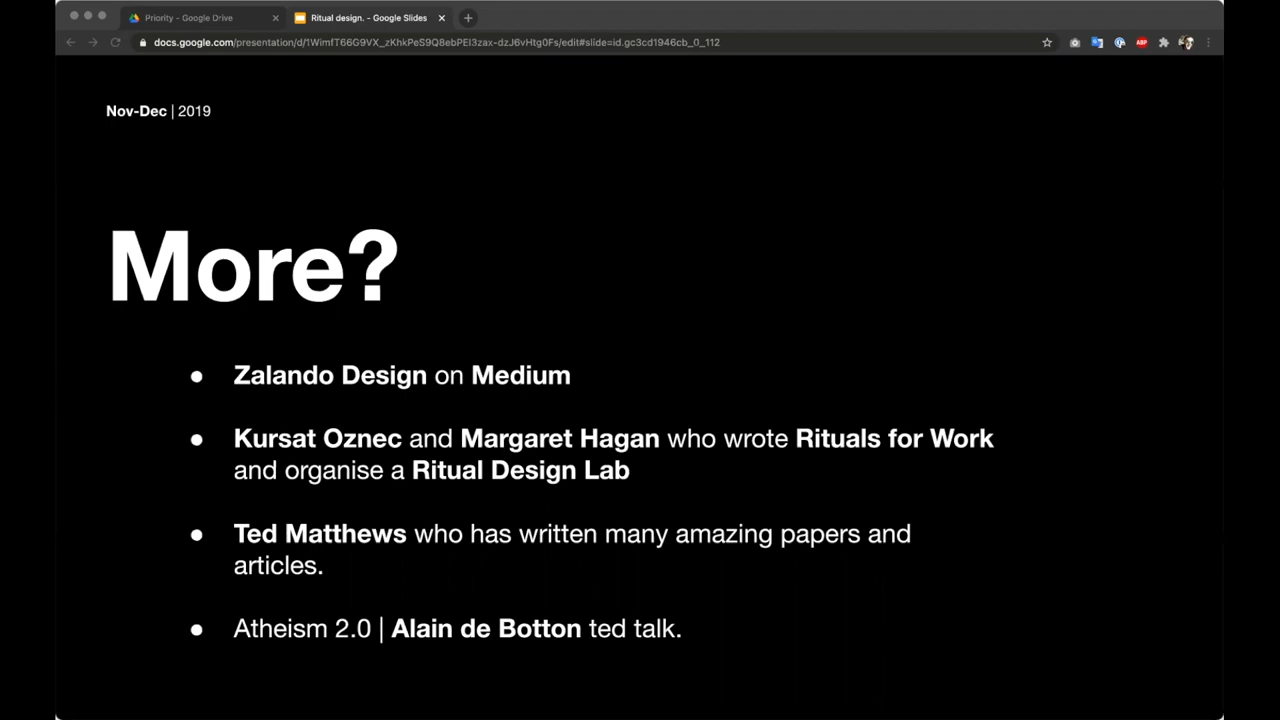 Priority - Google Drive
Ritual design. - Google Slides
docs.google.com/presentation/d/1WimfT66G9VX_zKhkPeS9Q8ebPEI3zax-dzJ6vHtg0Fs/edit#slide=id.gc3cd1946cb_0_112
ABP
Nov-Dec | 2019
More?
● Zalando Design on Medium
● Kursat Oznec and Margaret Hagan who wrote Rituals for Work
and organise a Ritual Design Lab
● Ted Matthews who has written many amazing papers and
articles.
● Atheism 2.0 | Alain de Botton ted talk.